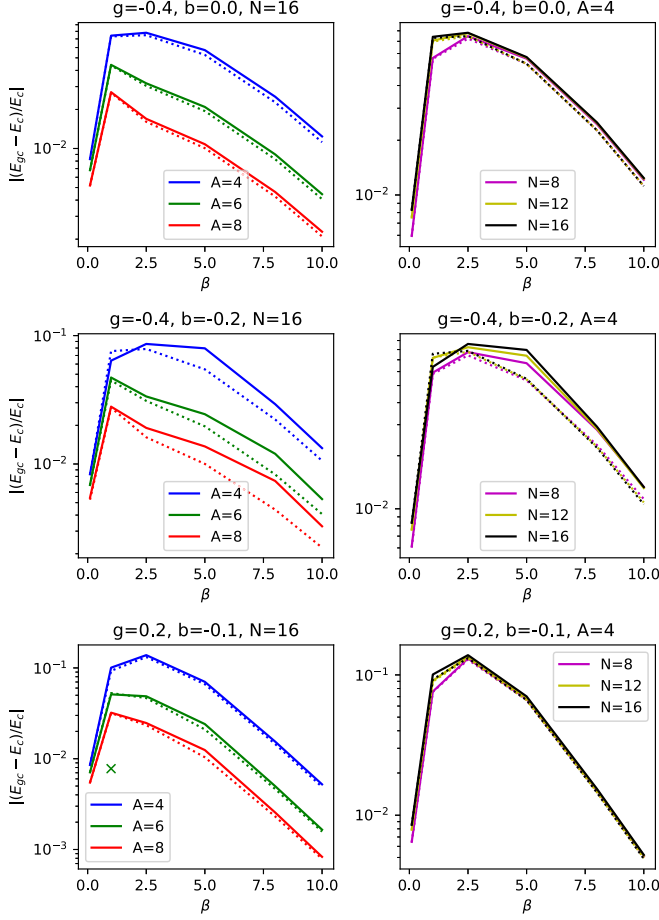 g=-0.4, b=0.0, N=16
|(E_gc − E_c)/E_c|
10^−2
A=4
A=6
A=8
0.0 2.5 5.0 7.5 10.0
β
g=-0.4, b=0.0, A=4
10^−2
N=8
N=12
N=16
0.0 2.5 5.0 7.5 10.0
β
g=-0.4, b=-0.2, N=16
|(E_gc − E_c)/E_c|
10^−1
10^−2
A=4
A=6
A=8
0.0 2.5 5.0 7.5 10.0
β
g=-0.4, b=-0.2, A=4
10^−2
N=8
N=12
N=16
0.0 2.5 5.0 7.5 10.0
β
g=0.2, b=-0.1, N=16
|(E_gc − E_c)/E_c|
10^−1
10^−2
10^−3
A=4
A=6
A=8
0.0 2.5 5.0 7.5 10.0
β
g=0.2, b=-0.1, A=4
10^−1
10^−2
N=8
N=12
N=16
0.0 2.5 5.0 7.5 10.0
β